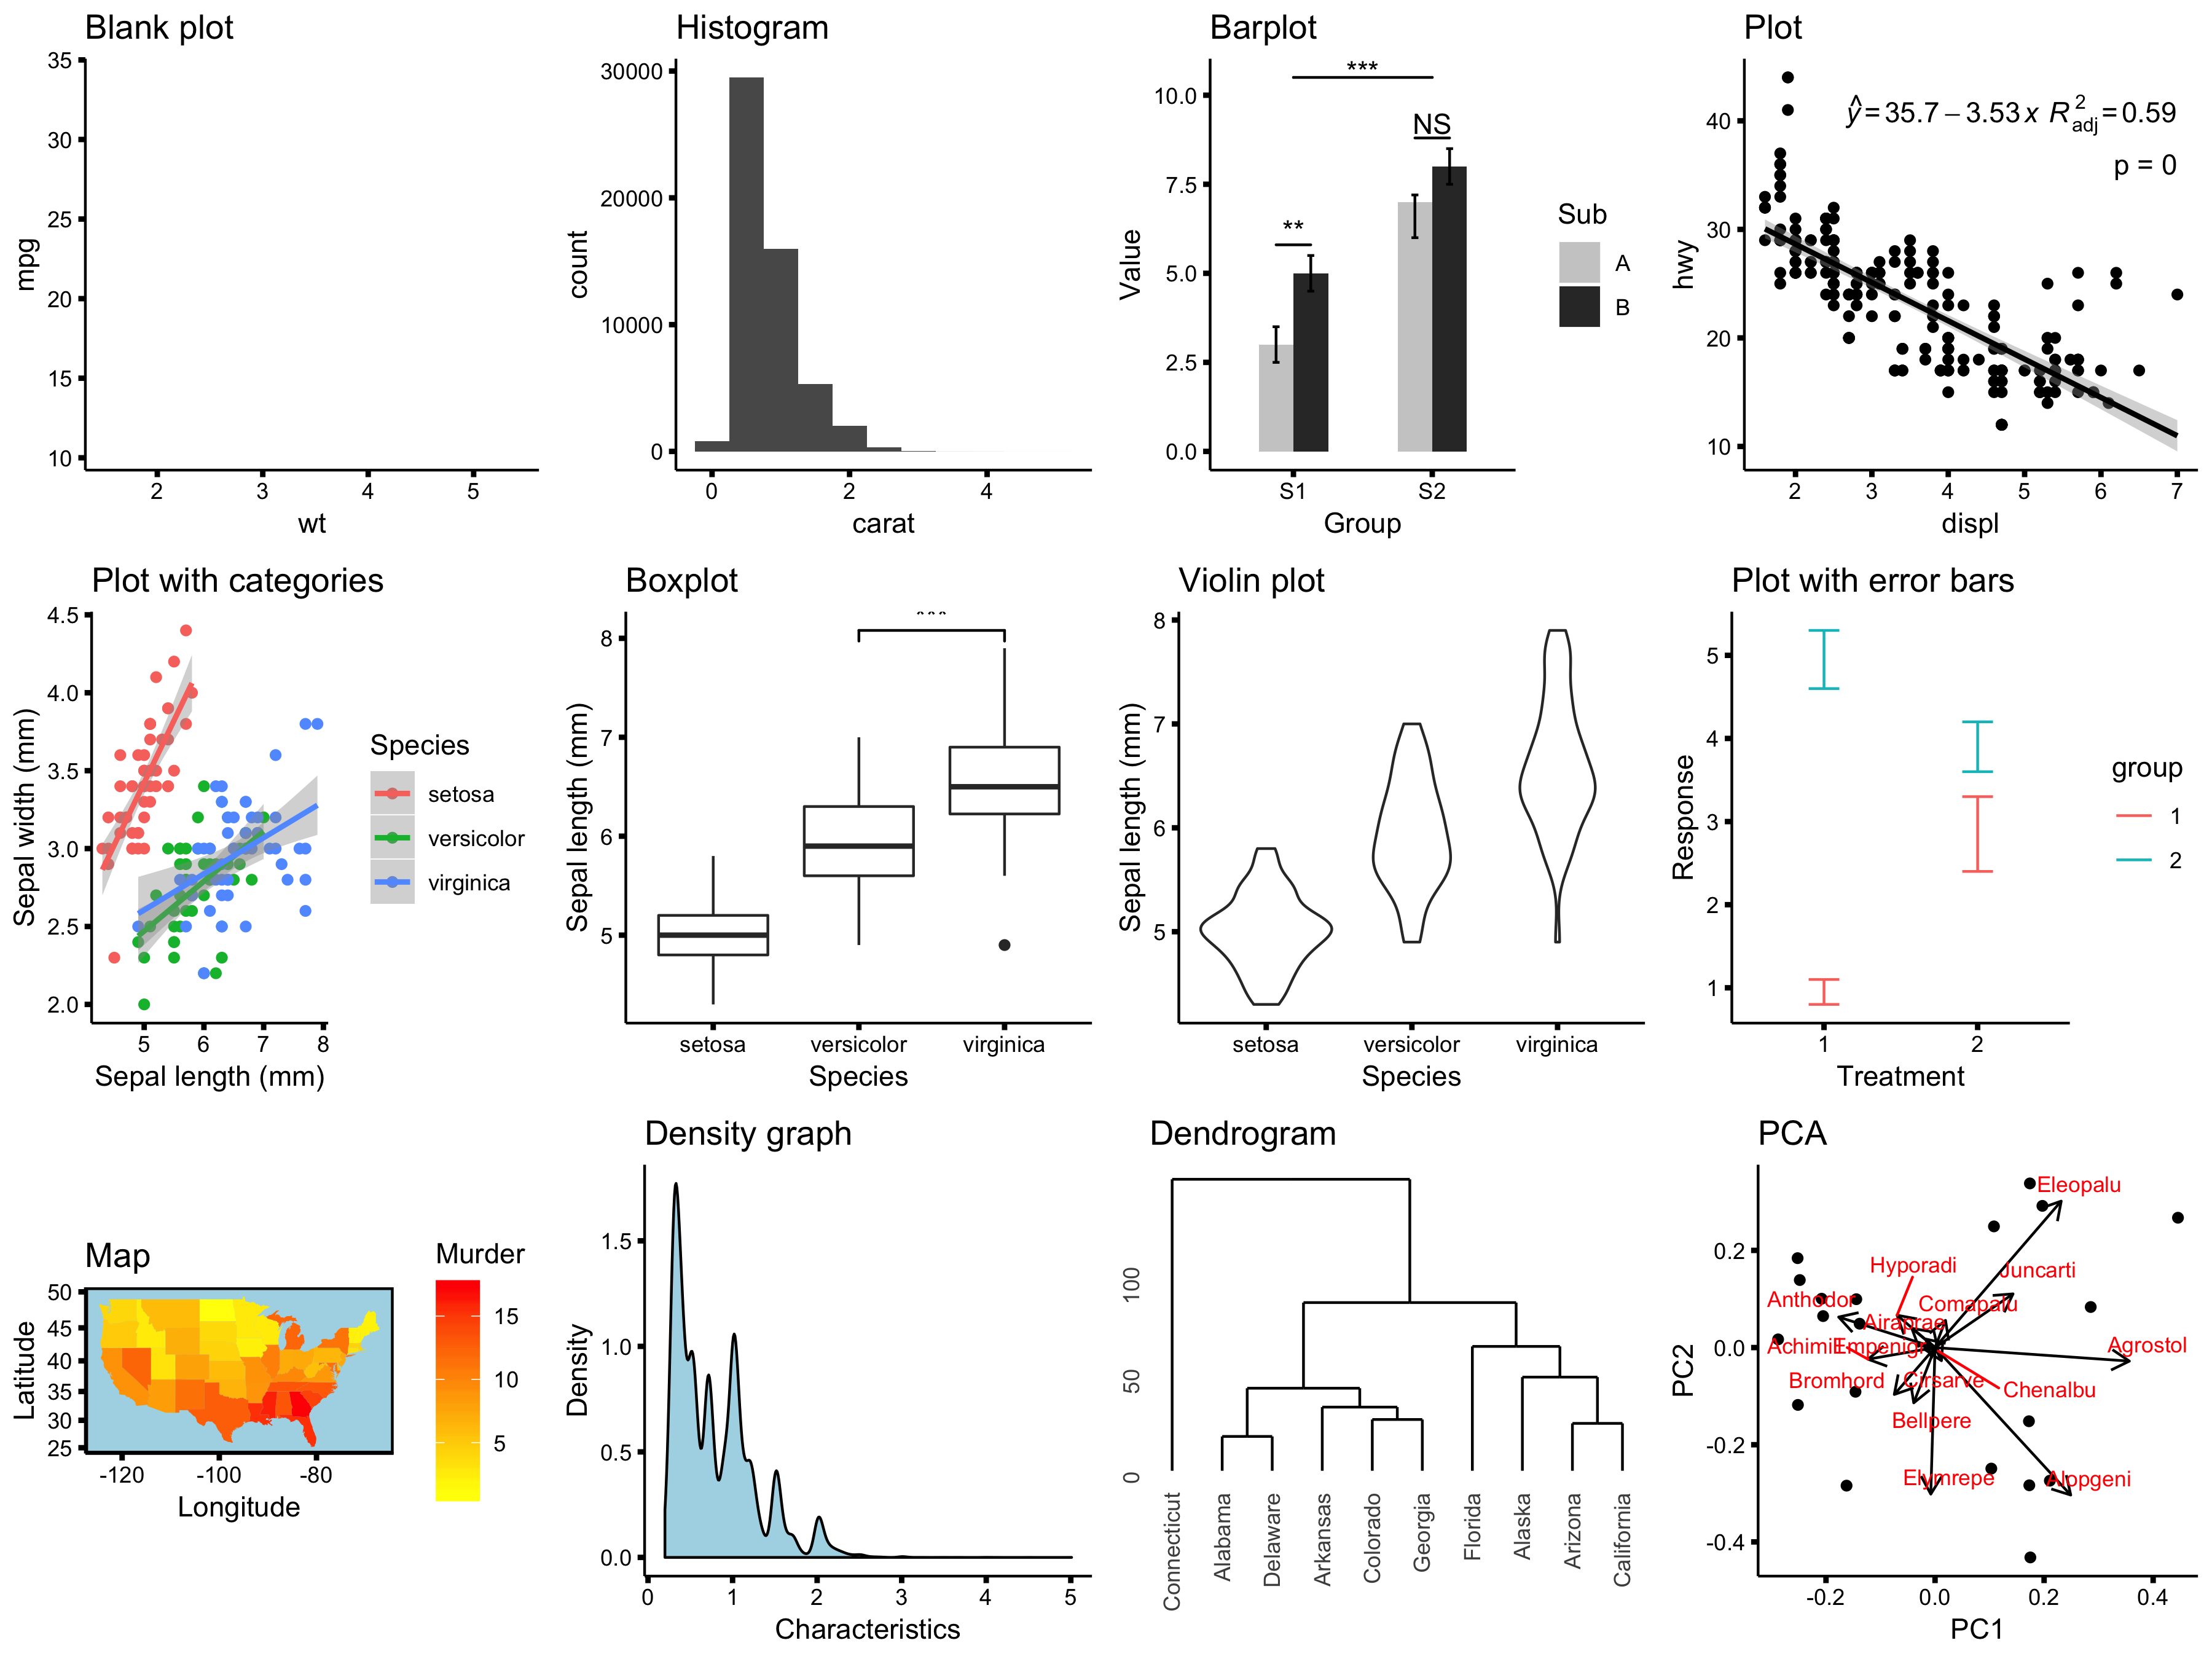 Blank plot
35
30
25
20
15
10
mpg
2 3 4 5
wt
Histogram
30000
20000
10000
0
count
0 2 4
carat
Barplot
***
NS
**
10.0
7.5
5.0
2.5
0.0
Value
S1 S2
Group
Sub
A
B
Plot
ŷ = 35.7 − 3.53 x R²adj = 0.59
p = 0
40
30
20
10
hwy
2 3 4 5 6 7
displ
Plot with categories
4.5
4.0
3.5
3.0
2.5
2.0
Sepal width (mm)
5 6 7 8
Sepal length (mm)
Species
setosa
versicolor
virginica
Boxplot
***
8
7
6
5
Sepal length (mm)
setosa versicolor virginica
Species
Violin plot
8
7
6
5
Sepal length (mm)
setosa versicolor virginica
Species
Plot with error bars
5
4
3
2
1
Response
1 2
Treatment
group
1
2
Map
50
45
40
35
30
25
Latitude
-120 -100 -80
Longitude
Murder
15
10
5
Density graph
1.5
1.0
0.5
0.0
Density
0 1 2 3 4 5
Characteristics
Dendrogram
100
50
0
Connecticut
Alabama
Delaware
Arkansas
Colorado
Georgia
Florida
Alaska
Arizona
California
PCA
0.2
0.0
-0.2
-0.4
PC2
Eleopalu
Hyporadi
Juncarti
Anthodor
Comapalu
Airaprae
Achimill
Empenigr
Agrostol
Bromhord
Cirsarve
Chenalbu
Bellpere
Elymrepe
Alopgeni
-0.2 0.0 0.2 0.4
PC1